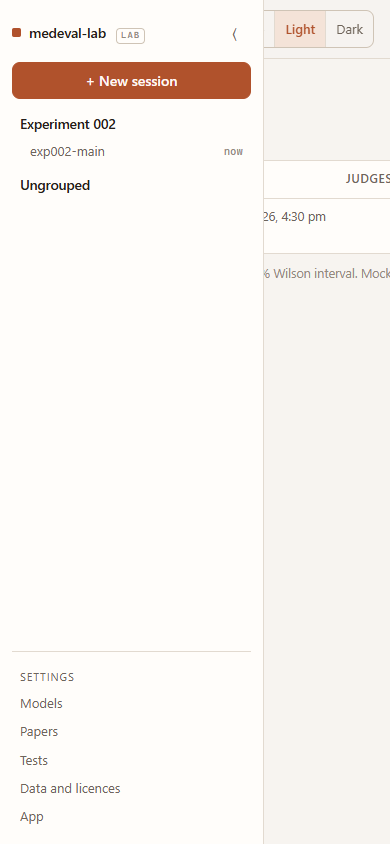 medeval-lab LAB
+ New session
Experiment 002
exp002-main now
Ungrouped
SETTINGS
Models
Papers
Tests
Data and licences
App
Light Dark
JUDGES
26, 4:30 pm
% Wilson interval. Mock